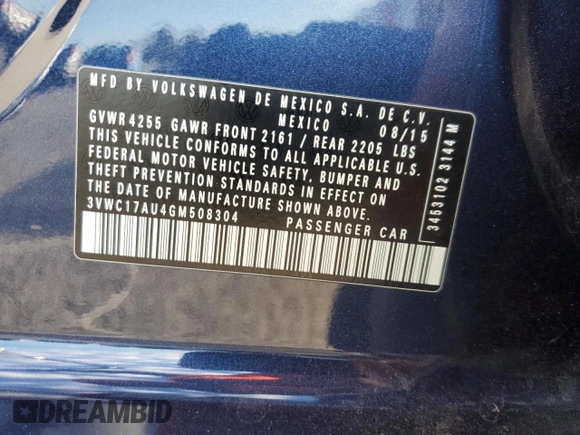 MFD BY VOLKSWAGEN DE MEXICO S.A. DE C.V.
MEXICO 08/15
GVWR 4255 GAWR FRONT 2161 / REAR 2205 LBS
THIS VEHICLE CONFORMS TO ALL APPLICABLE U.S.
FEDERAL MOTOR VEHICLE SAFETY, BUMPER AND
THEFT PREVENTION STANDARDS IN EFFECT ON
THE DATE OF MANUFACTURE SHOWN ABOVE.
3VWC17AU4GM508304 PASSENGER CAR
3453102 3144 M
DREAMBID